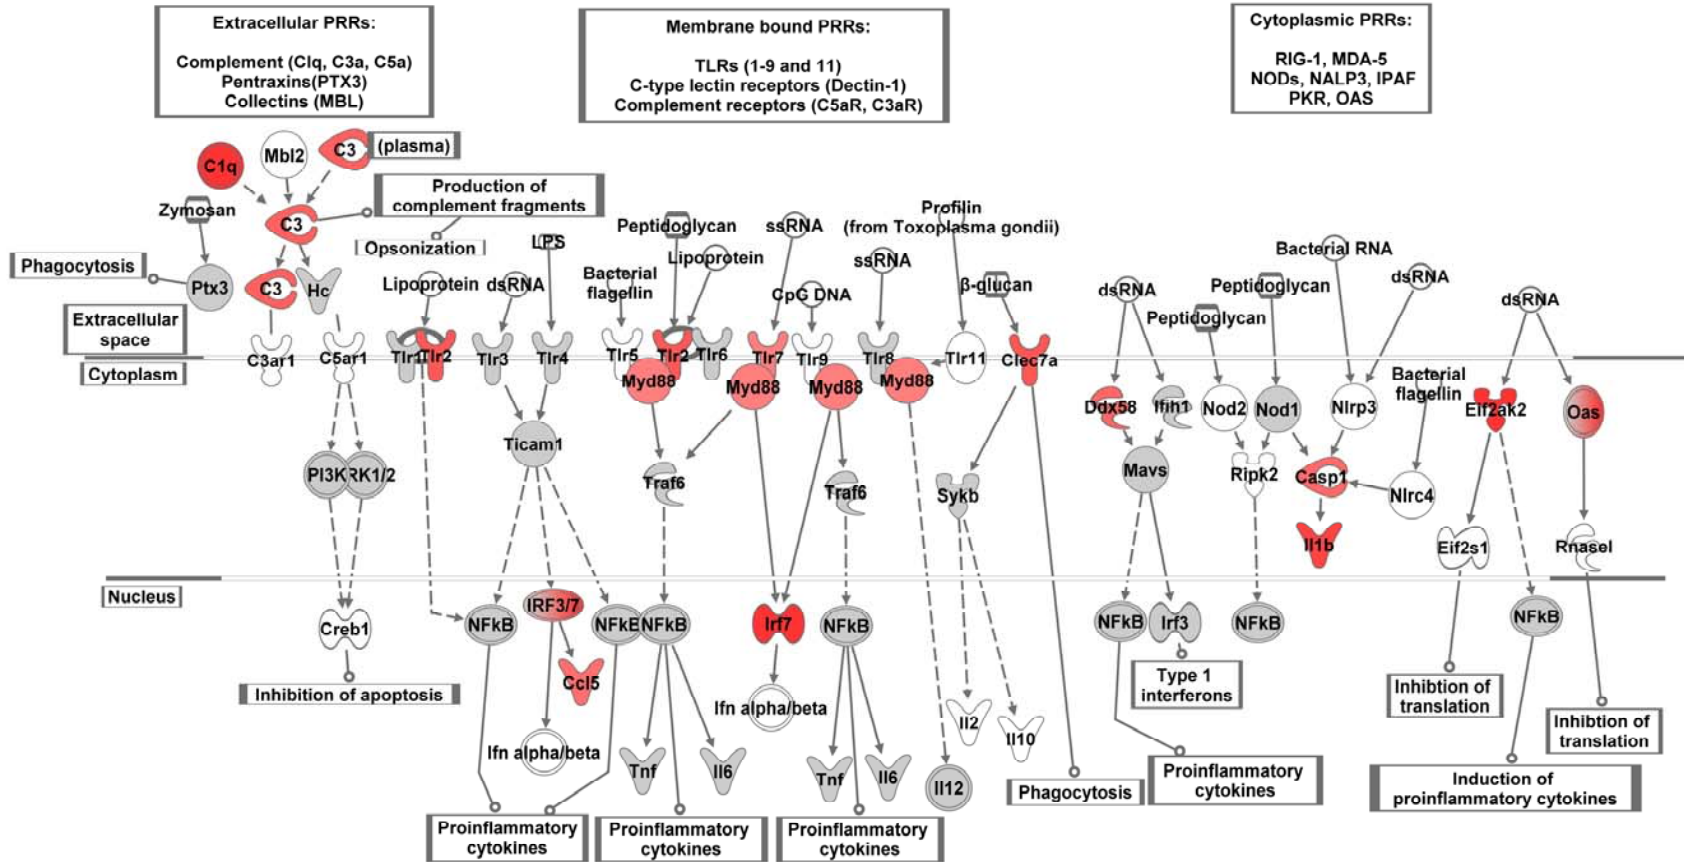 Extracellular PRRs:
Complement (Clq, C3a, C5a)
Pentraxins(PTX3)
Collectins (MBL)
Membrane bound PRRs:
TLRs (1-9 and 11)
C-type lectin receptors (Dectin-1)
Complement receptors (C5aR, C3aR)
Cytoplasmic PRRs:
RIG-1, MDA-5
NODs, NALP3, IPAF
PKR, OAS
C1q
Mbl2
C3
(plasma)
Zymosan
C3
Production of
complement fragments
Opsonization
Phagocytosis
Ptx3
C3
Hc
Lipoprotein
dsRNA
LPS
Bacterial
flagellin
Peptidoglycan
Lipoprotein
ssRNA
CpG DNA
ssRNA
Profilin
(from Toxoplasma gondii)
β-glucan
dsRNA
Peptidoglycan
Peptidoglycan
Bacterial RNA
dsRNA
dsRNA
Extracellular
space
Cytoplasm
C3ar1
C5ar1
Tlr1
Tlr2
Tlr3
Tlr4
Tlr5
Tlr2
Tlr6
Tlr7
Tlr9
Tlr8
Tlr11
Clec7a
Myd88
Myd88
Myd88
Myd88
Ddx58
Ifih1
Nod2
Nod1
Nlrp3
Bacterial
flagellin
Eif2ak2
Oas
PI3K
RK1/2
Ticam1
Traf6
Traf6
Sykb
Mavs
Ripk2
Casp1
Nlrc4
Il1b
Eif2s1
Rnasel
Nucleus
Creb1
NFkB
IRF3/7
NFkB
NFkB
Irf7
NFkB
NFkB
Irf3
NFkB
NFkB
Inhibition of apoptosis
Ccl5
Ifn alpha/beta
Ifn alpha/beta
Tnf
Il6
Tnf
Il6
Il12
Il2
Il10
Type 1
interferons
Inhibtion of
translation
Inhibtion of
translation
Proinflammatory
cytokines
Proinflammatory
cytokines
Proinflammatory
cytokines
Phagocytosis
Proinflammatory
cytokines
Induction of
proinflammatory cytokines